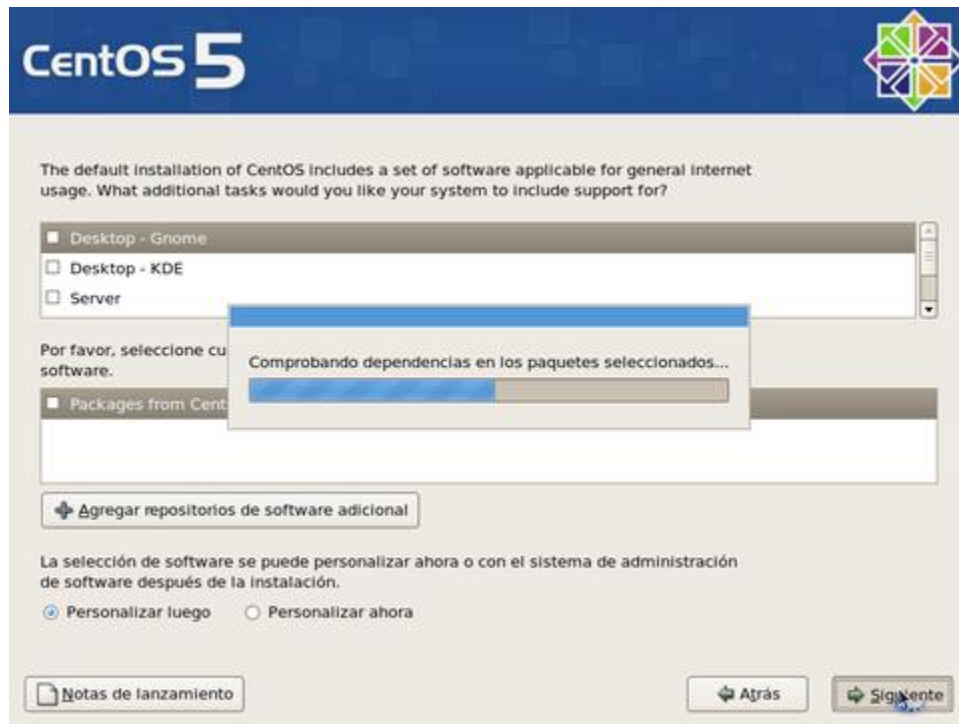 CentOS 5
The default installation of CentOS includes a set of software applicable for general internet
usage. What additional tasks would you like your system to include support for?
Desktop - Gnome
Desktop - KDE
Server
Por favor, seleccione cu
software.
Comprobando dependencias en los paquetes seleccionados...
Packages from Cent
Agregar repositorios de software adicional
La selección de software se puede personalizar ahora o con el sistema de administración
de software después de la instalación.
Personalizar luego Personalizar ahora
Notas de lanzamiento Atrás Siguiente